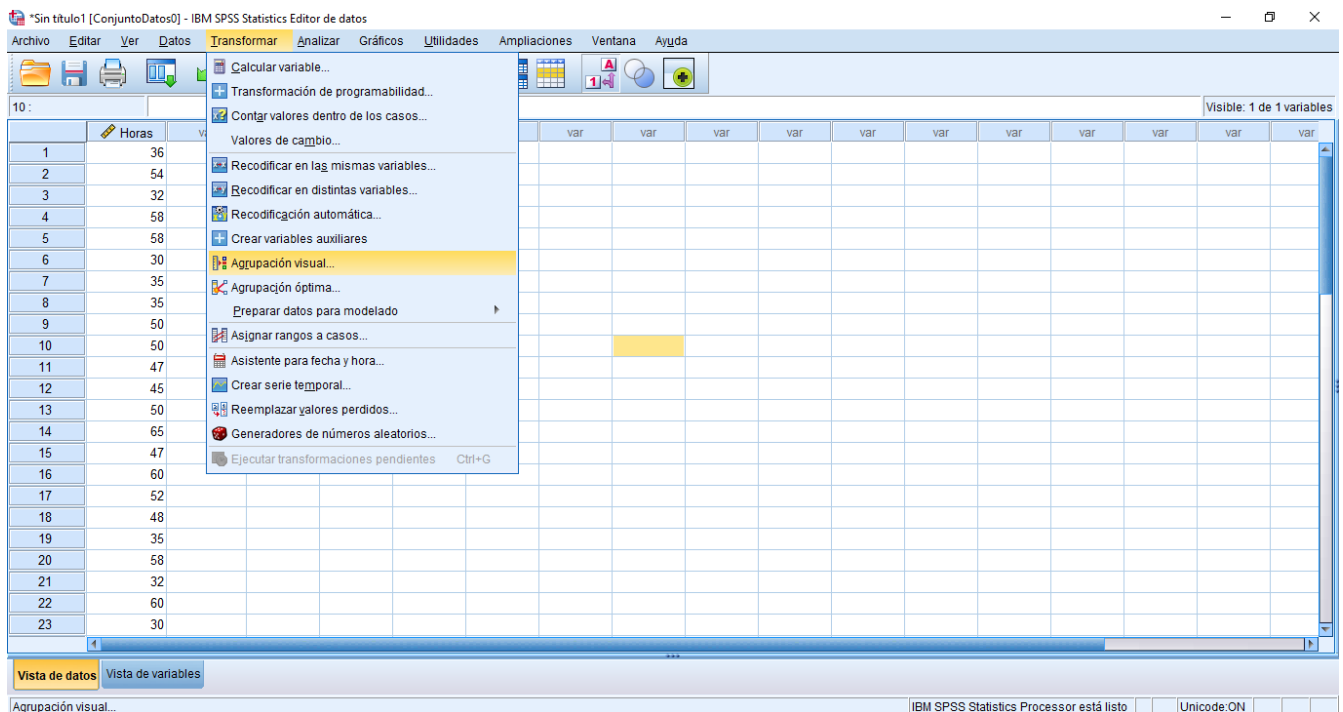 *Sin título1 [ConjuntoDatos0] - IBM SPSS Statistics Editor de datos
Archivo Editar Ver Datos Transformar Analizar Gráficos Utilidades Ampliaciones Ventana Ayuda
Calcular variable...
Transformación de programabilidad...
Contar valores dentro de los casos...
Valores de cambio...
Recodificar en las mismas variables...
Recodificar en distintas variables...
Recodificación automática...
Crear variables auxiliares
Agrupación visual...
Agrupación óptima...
Preparar datos para modelado
Asignar rangos a casos...
Asistente para fecha y hora...
Crear serie temporal...
Reemplazar valores perdidos...
Generadores de números aleatorios...
Ejecutar transformaciones pendientes Ctrl+G
A
1
10 :
Visible: 1 de 1 variables
Horas var var var var var var var var var var var
1 36
2 54
3 32
4 58
5 58
6 30
7 35
8 35
9 50
10 50
11 47
12 45
13 50
14 65
15 47
16 60
17 52
18 48
19 35
20 58
21 32
22 60
23 30
Vista de datos Vista de variables
Agrupación visual... IBM SPSS Statistics Processor está listo Unicode:ON